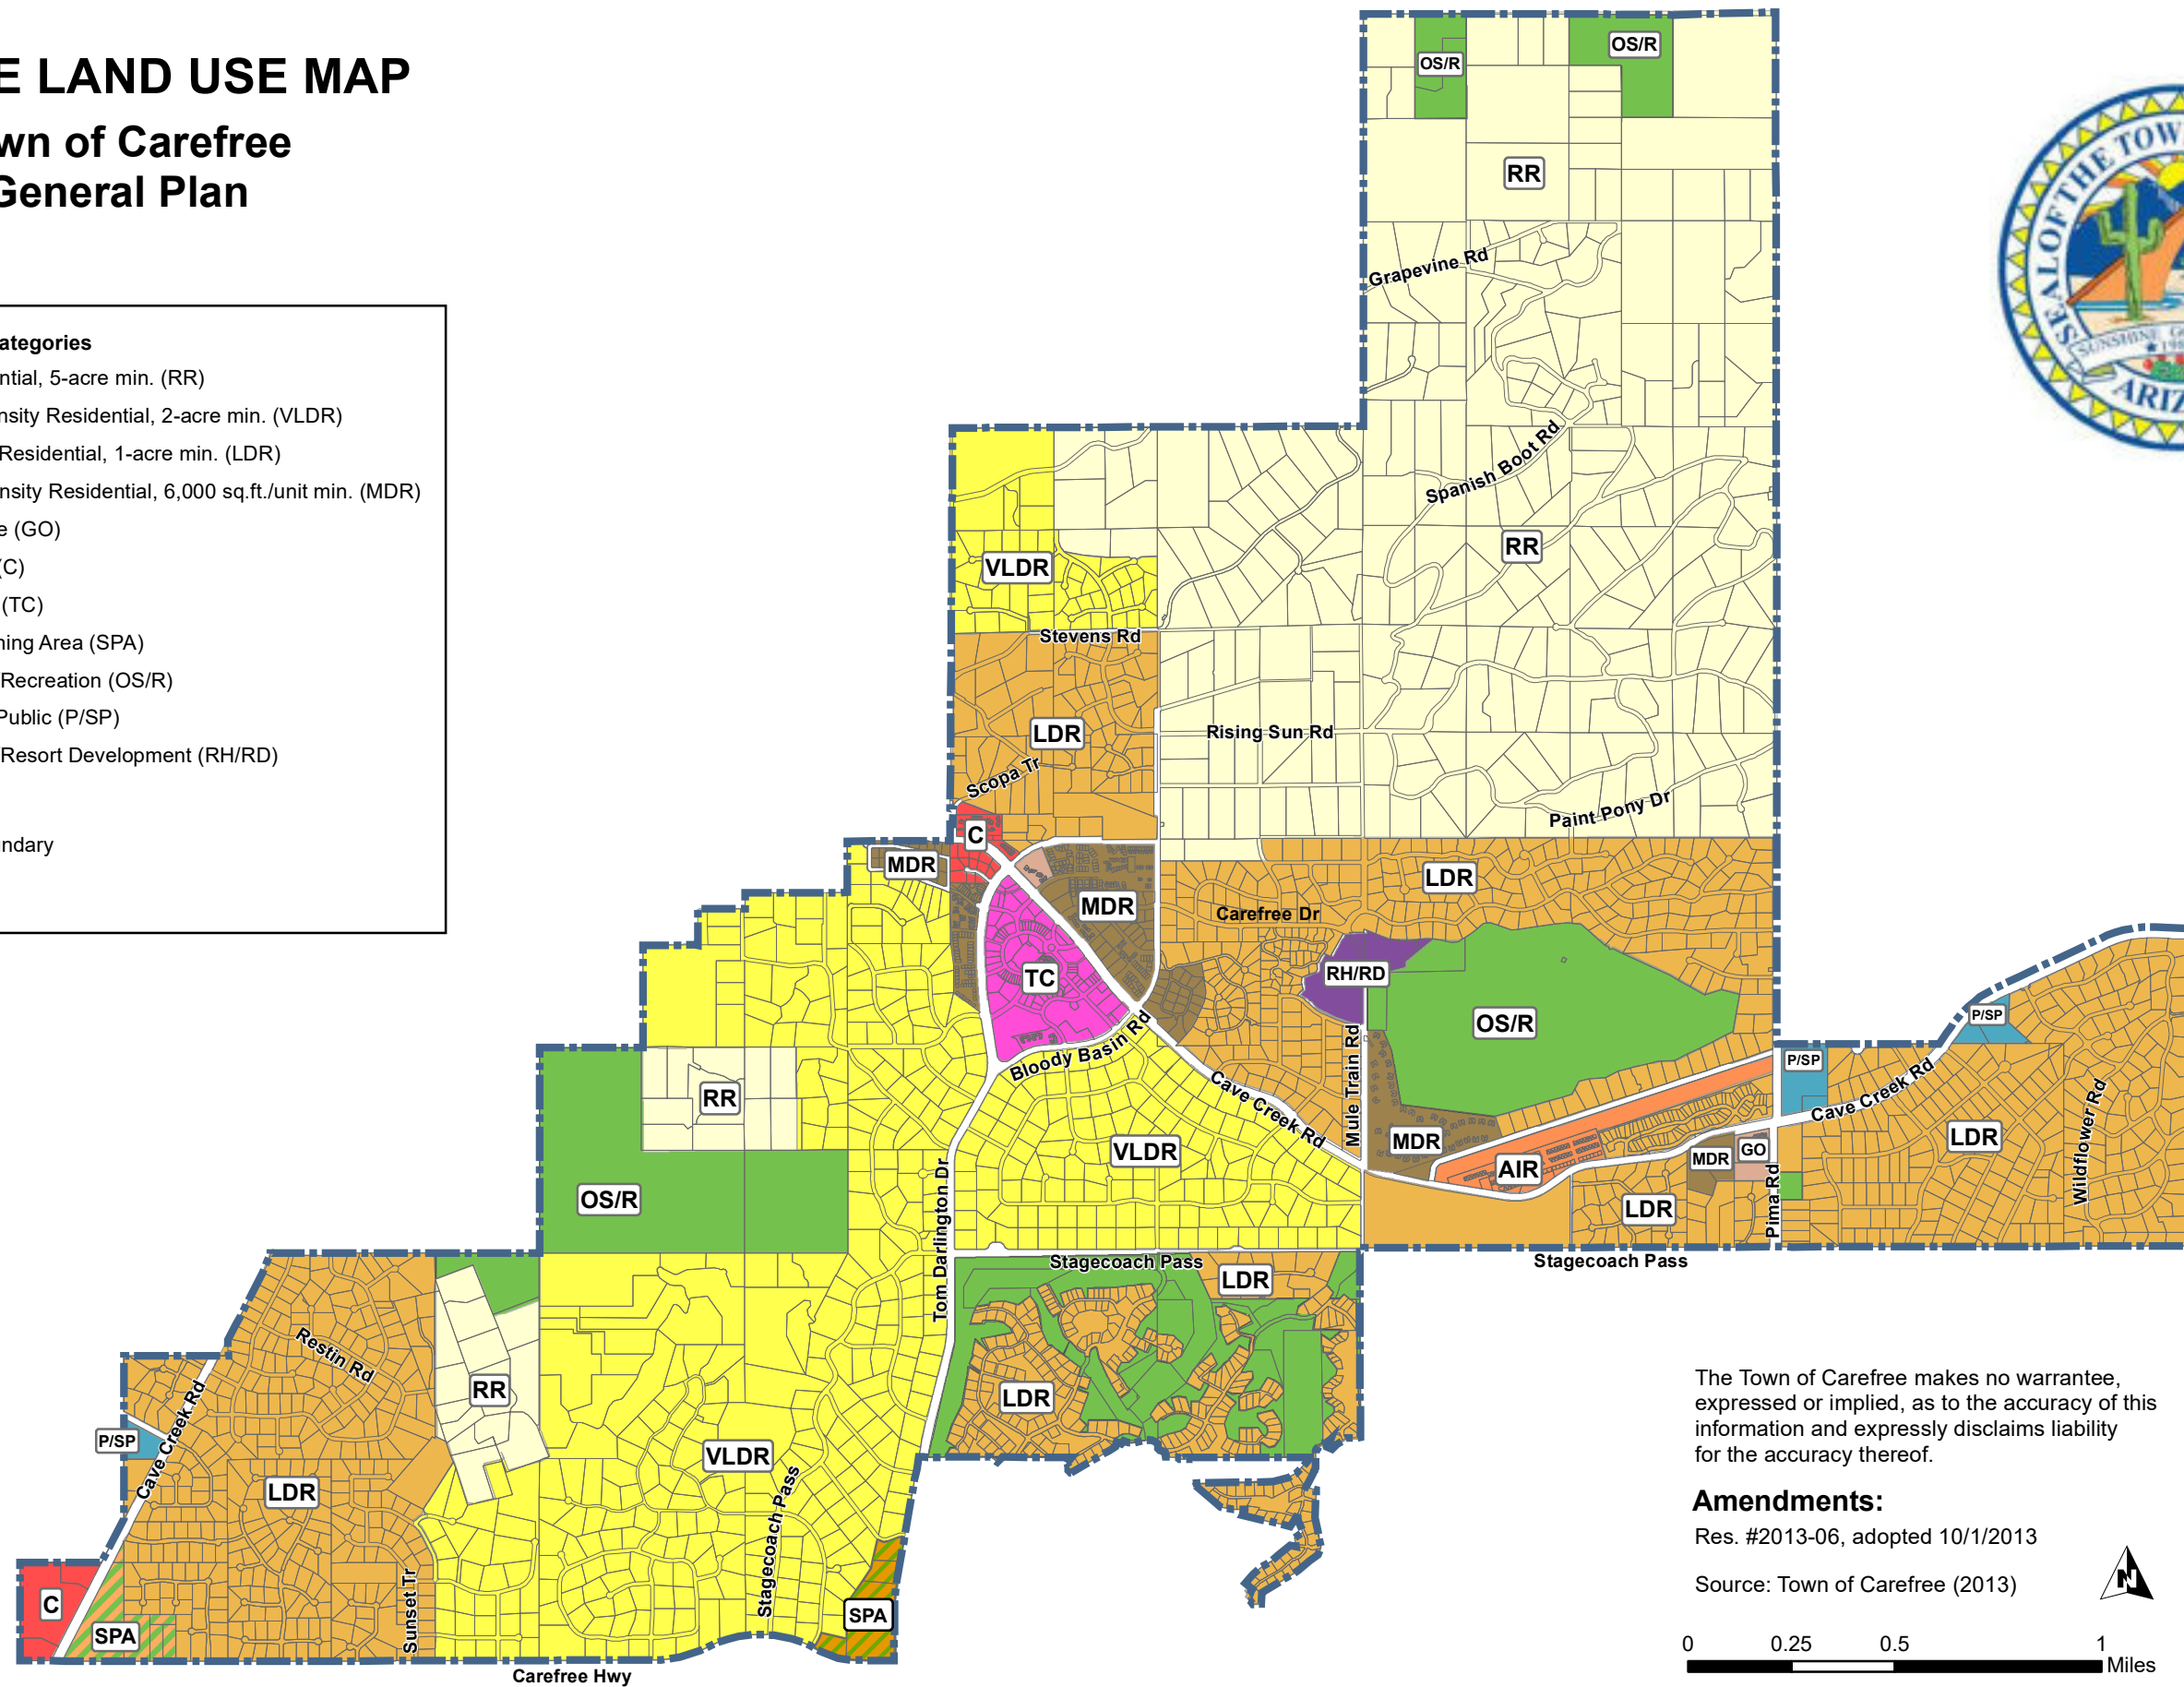 E LAND USE MAP
wn of Carefree
General Plan
ategories
ntial, 5-acre min. (RR)
nsity Residential, 2-acre min. (VLDR)
Residential, 1-acre min. (LDR)
nsity Residential, 6,000 sq.ft./unit min. (MDR)
e (GO)
(C)
(TC)
ning Area (SPA)
/Recreation (OS/R)
Public (P/SP)
/Resort Development (RH/RD)
ndary
OS/R
OS/R
SEAL OF THE TOW
SUNSHINE
ARIZ
RR
Grapevine Rd
Spanish Boot Rd
RR
VLDR
Stevens Rd
LDR
Rising Sun Rd
Scopa Tr
Paint Pony Dr
C
MDR
LDR
MDR
Carefree Dr
TC
RH/RD
OS/R
P/SP
Bloody Basin Rd
P/SP
RR
Cave Creek Rd
Mule Train Rd
Cave Creek Rd
Wildflower Rd
VLDR
MDR
AIR
MDR
GO
LDR
OS/R
Tom Darlington Dr
LDR
Pima Rd
Stagecoach Pass
Stagecoach Pass
LDR
Restin Rd
RR
LDR
P/SP
Cave Creek Rd
VLDR
LDR
Stagecoach Pass
Sunset Tr
C
SPA
SPA
Carefree Hwy
The Town of Carefree makes no warrantee,
expressed or implied, as to the accuracy of this
information and expressly disclaims liability
for the accuracy thereof.
Amendments:
Res. #2013-06, adopted 10/1/2013
Source: Town of Carefree (2013)
N
0 0.25 0.5 1
Miles